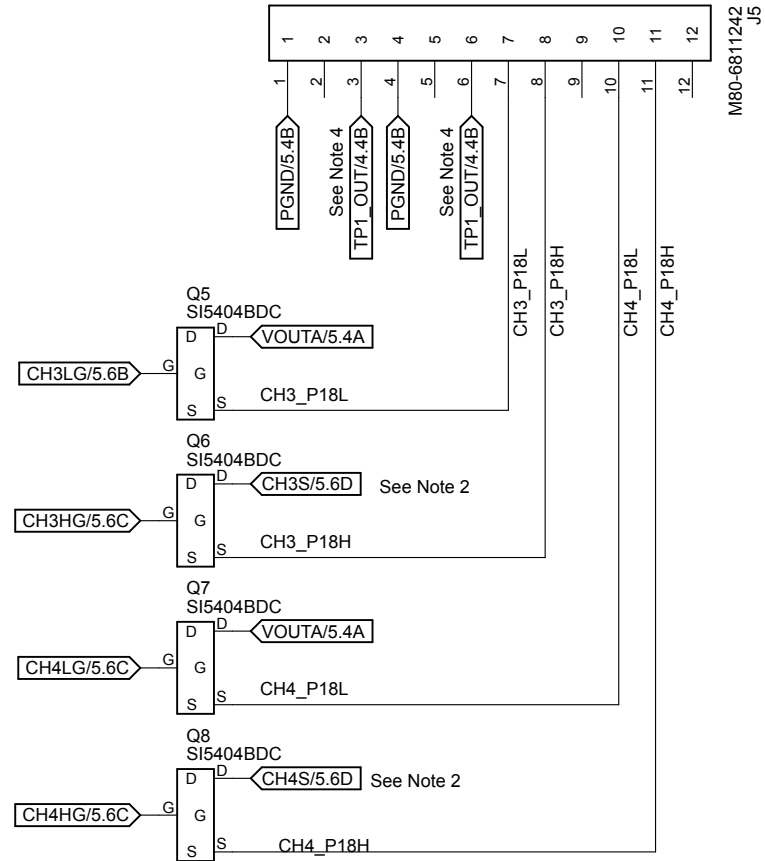 1 2 3 4 5 6 7 8 9 10 11 12
1 2 3 4 5 6 7 8 9 10 11 12
M80-6811242
J5
PGND/5.4B
See Note 4
TP1_OUT/4.4B
PGND/5.4B
See Note 4
TP1_OUT/4.4B
CH3_P18L
CH3_P18H
CH4_P18L
CH4_P18H
Q5
SI5404BDC
D D VOUTA/5.4A
CH3LG/5.6B G G
S S CH3_P18L
Q6
SI5404BDC
D D CH3S/5.6D See Note 2
CH3HG/5.6C G G
S S CH3_P18H
Q7
SI5404BDC
D D VOUTA/5.4A
CH4LG/5.6C G G
S S CH4_P18L
Q8
SI5404BDC
D D CH4S/5.6D See Note 2
CH4HG/5.6C G G
S S CH4_P18H